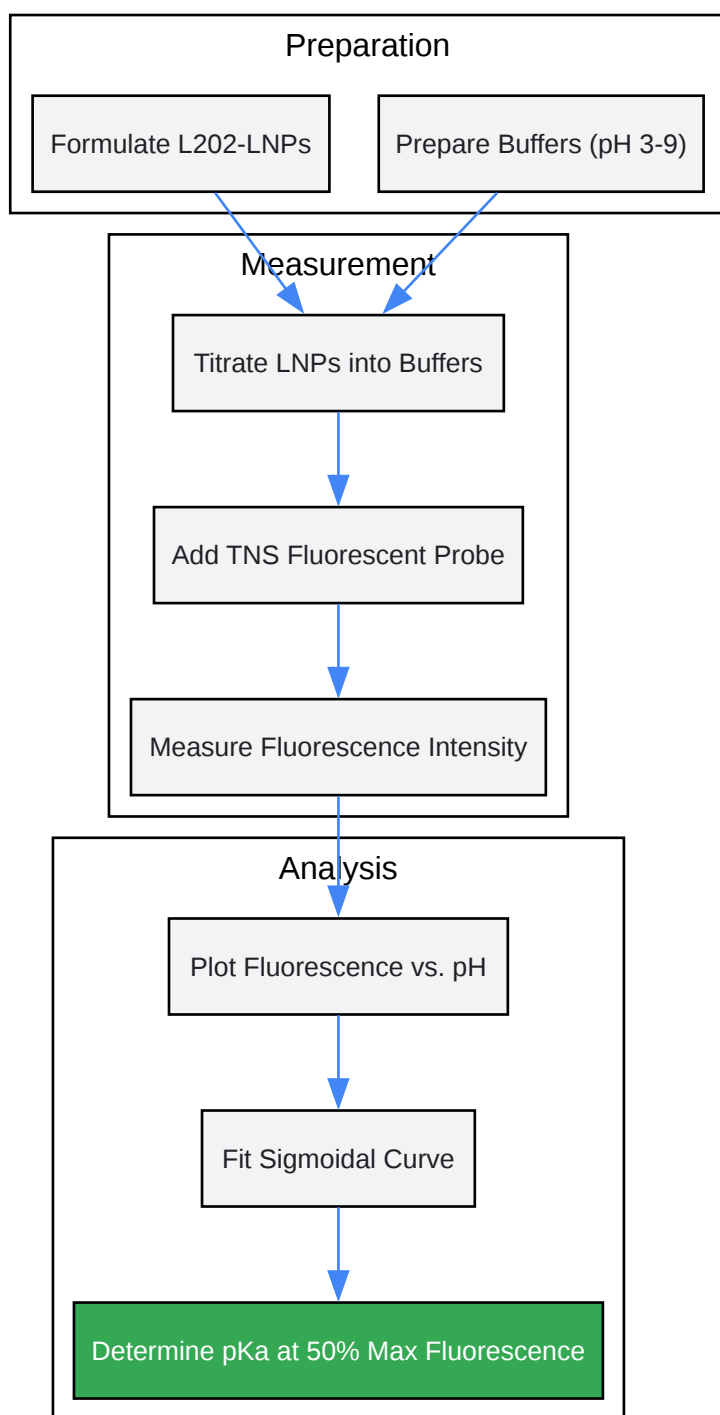 Preparation
Formulate L202-LNPs
Prepare Buffers (pH 3-9)
Measurement
Titrate LNPs into Buffers
Add TNS Fluorescent Probe
Measure Fluorescence Intensity
Analysis
Plot Fluorescence vs. pH
Fit Sigmoidal Curve
Determine pKa at 50% Max Fluorescence